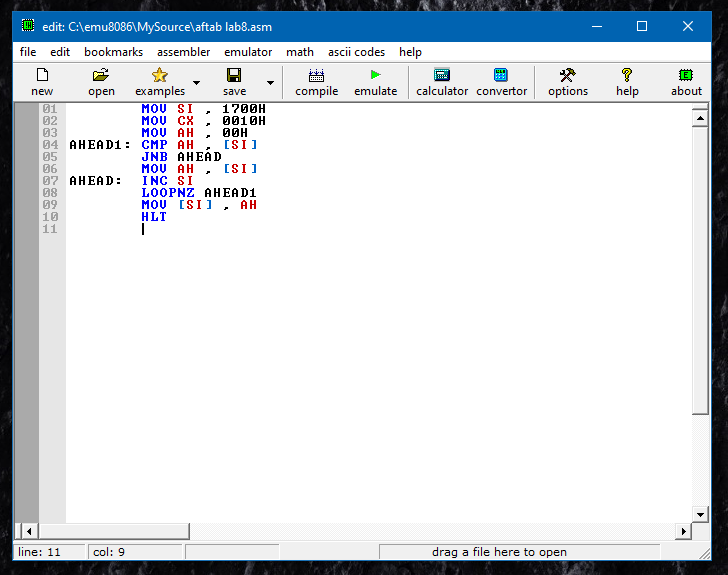 edit: C:\emu8086\MySource\aftab lab8.asm
file edit bookmarks assembler emulator math ascii codes help
new open examples save compile emulate calculator convertor options help about
01 MOV SI , 1700H
02 MOV CX , 0010H
03 MOV AH , 00H
04 AHEAD1: CMP AH , [SI]
05 JNB AHEAD
06 MOV AH , [SI]
07 AHEAD: INC SI
08 LOOPNZ AHEAD1
09 MOV [SI] , AH
10 HLT
11
line: 11 col: 9 drag a file here to open